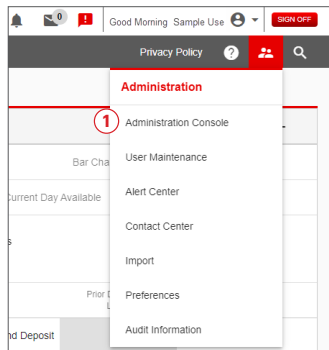 0
Good Morning Sample Use
SIGN OFF
Privacy Policy ?
Administration
1 Administration Console
Bar Cha
User Maintenance
Current Day Available
Alert Center
s
Contact Center
Import
Prior
Preferences
L
Audit Information
nd Deposit